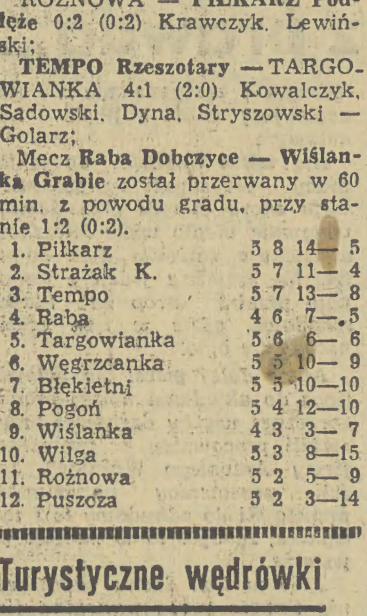 ROŻNOWA — PIŁKARZ Pod-
łęże 0:2 (0:2) Krawczyk, Lewiń-
ski;
TEMPO Rzeszotary — TARGO-
WIANKA 4:1 (2:0) Kowalczyk,
Sadowski, Dyna, Stryszowski —
Golarz;
Mecz Raba Dobczyce — Wiślan-
ka Grabie został przerwany w 60
min. z powodu gradu, przy sta-
nie 1:2 (0:2).
1. Piłkarz 5 8 14— 5
2. Strażak K. 5 7 11— 4
3. Tempo 5 7 13— 8
4. Raba 4 6 7— 5
5. Targowianka 5 6 6— 6
6. Węgrzcanka 5 5 10— 9
7. Błękietni 5 5 10—10
8. Pogoń 5 4 12—10
9. Wiślanka 4 3 3— 7
10. Wilga 5 3 8—15
11. Rożnowa 5 2 5— 9
12. Puszcza 5 2 3—14
Turystyczne wędrówki